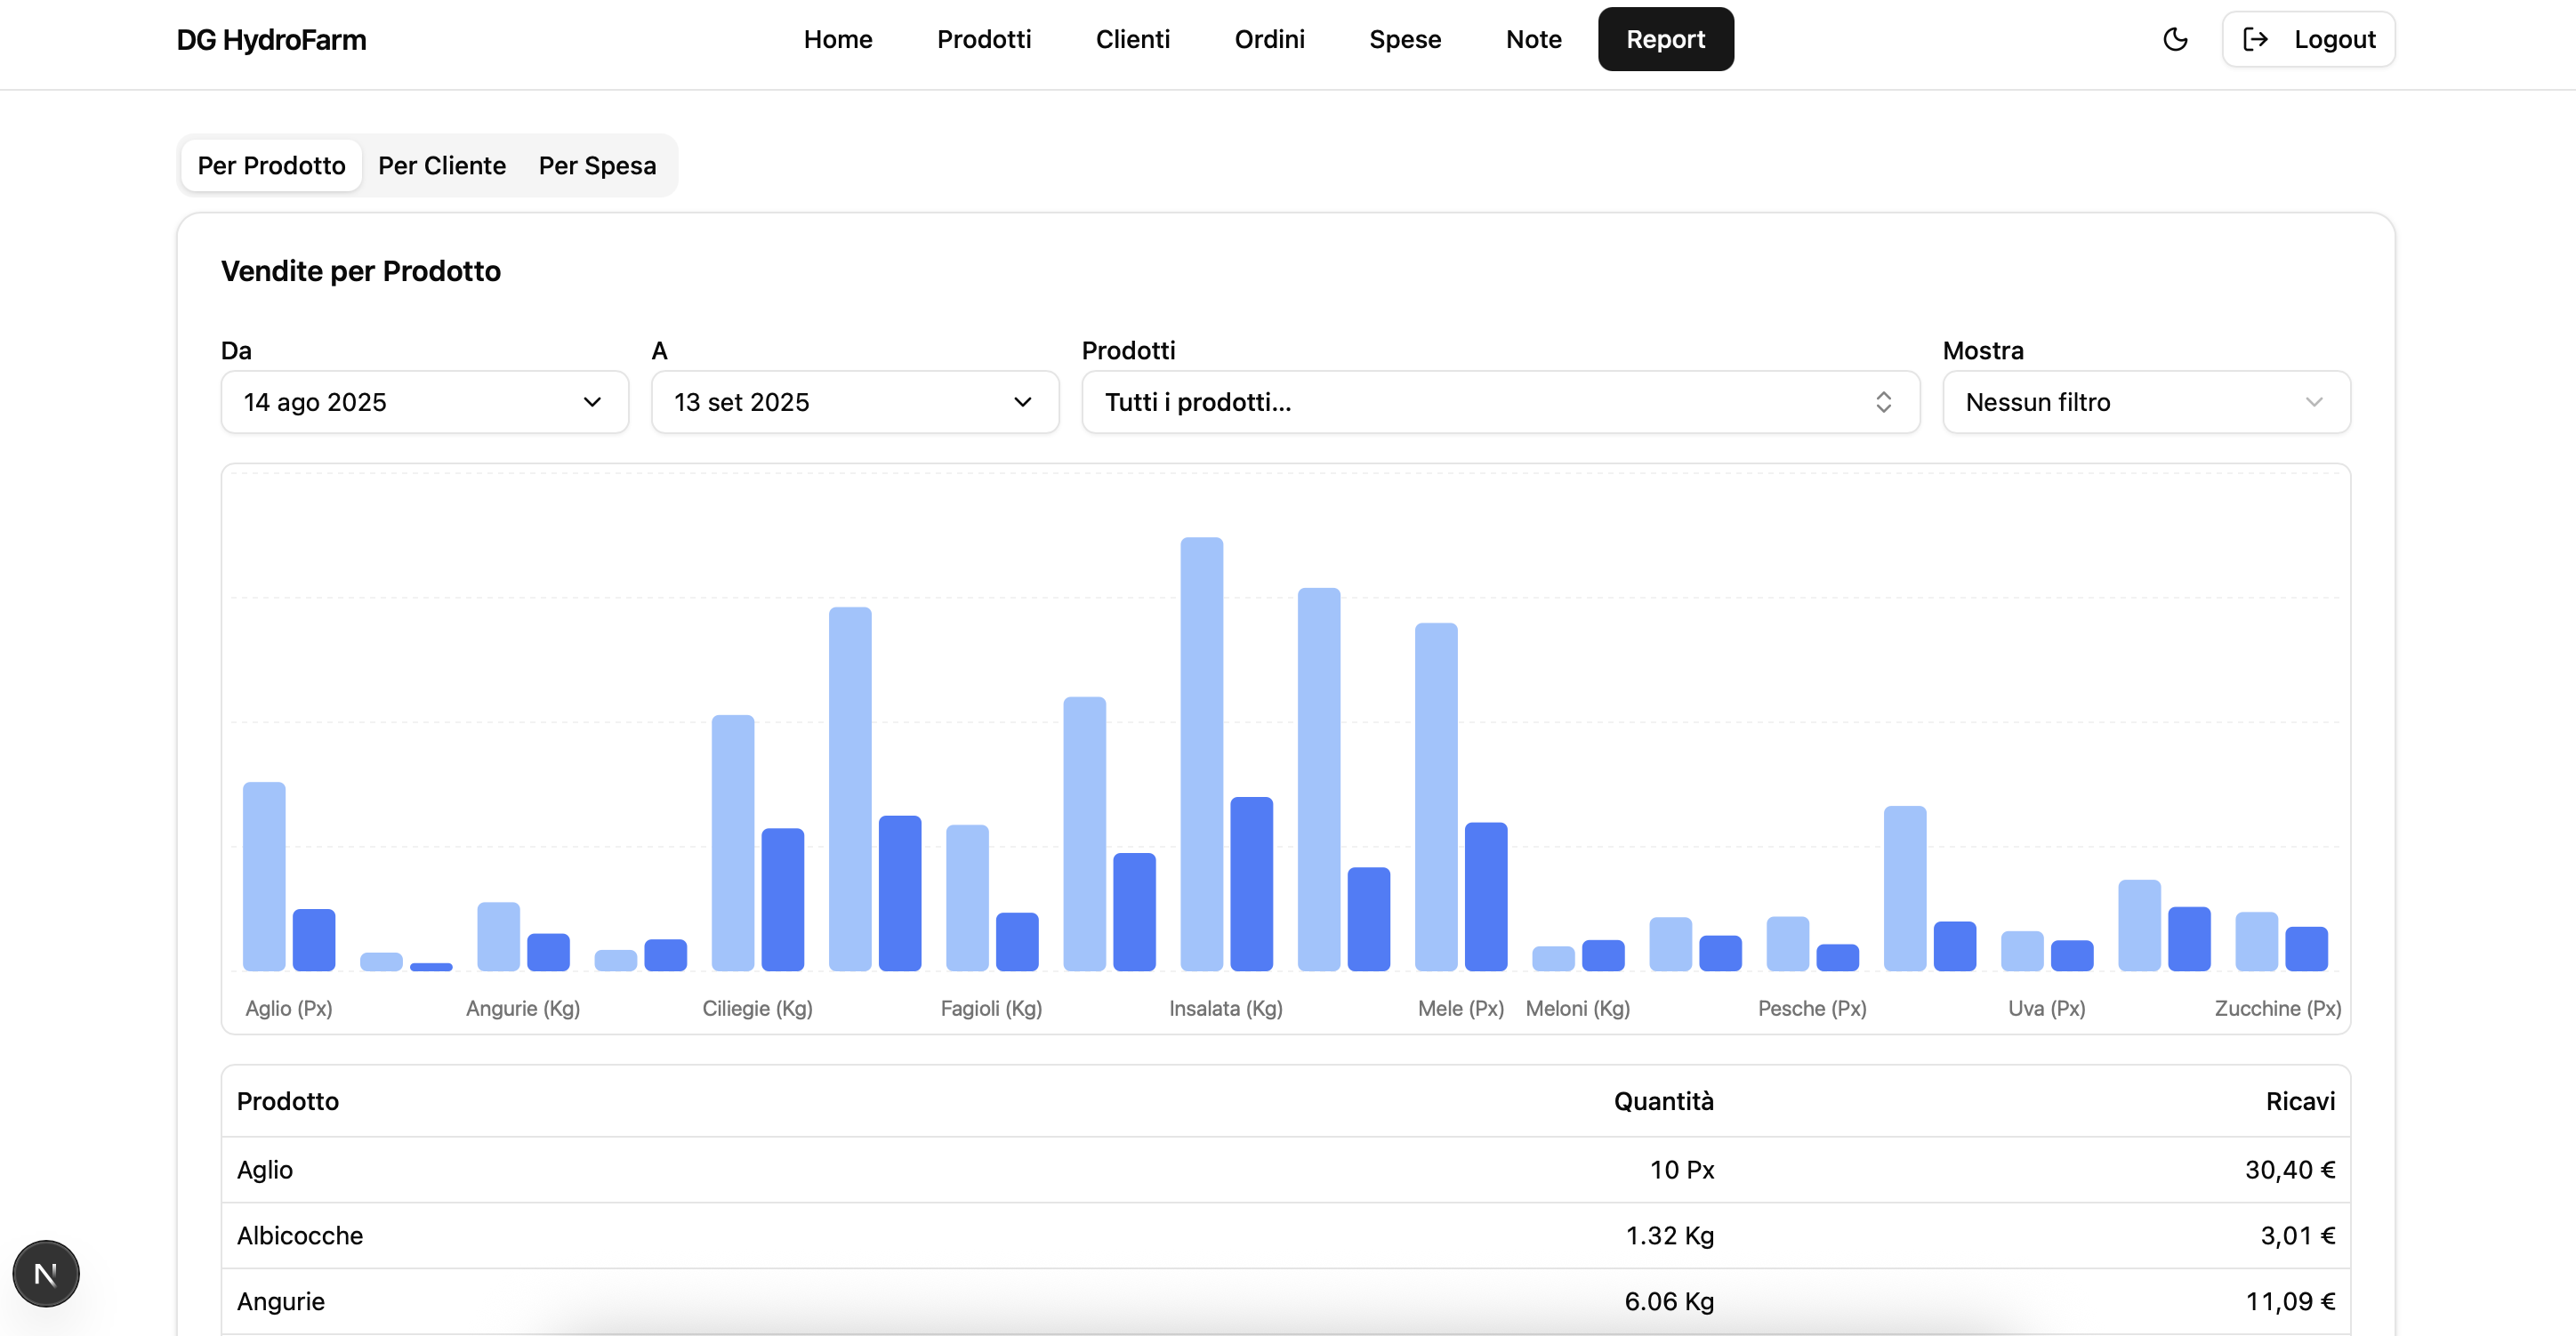 DG HydroFarm Home Prodotti Clienti Ordini Spese Note Report Logout
Per Prodotto Per Cliente Per Spesa
Vendite per Prodotto
Da A Prodotti Mostra
14 ago 2025 13 set 2025 Tutti i prodotti... Nessun filtro
Aglio (Px) Angurie (Kg) Ciliegie (Kg) Fagioli (Kg) Insalata (Kg) Mele (Px) Meloni (Kg) Pesche (Px) Uva (Px) Zucchine (Px)
Prodotto Quantità Ricavi
Aglio 10 Px 30,40 €
Albicocche 1.32 Kg 3,01 €
Angurie 6.06 Kg 11,09 €
N